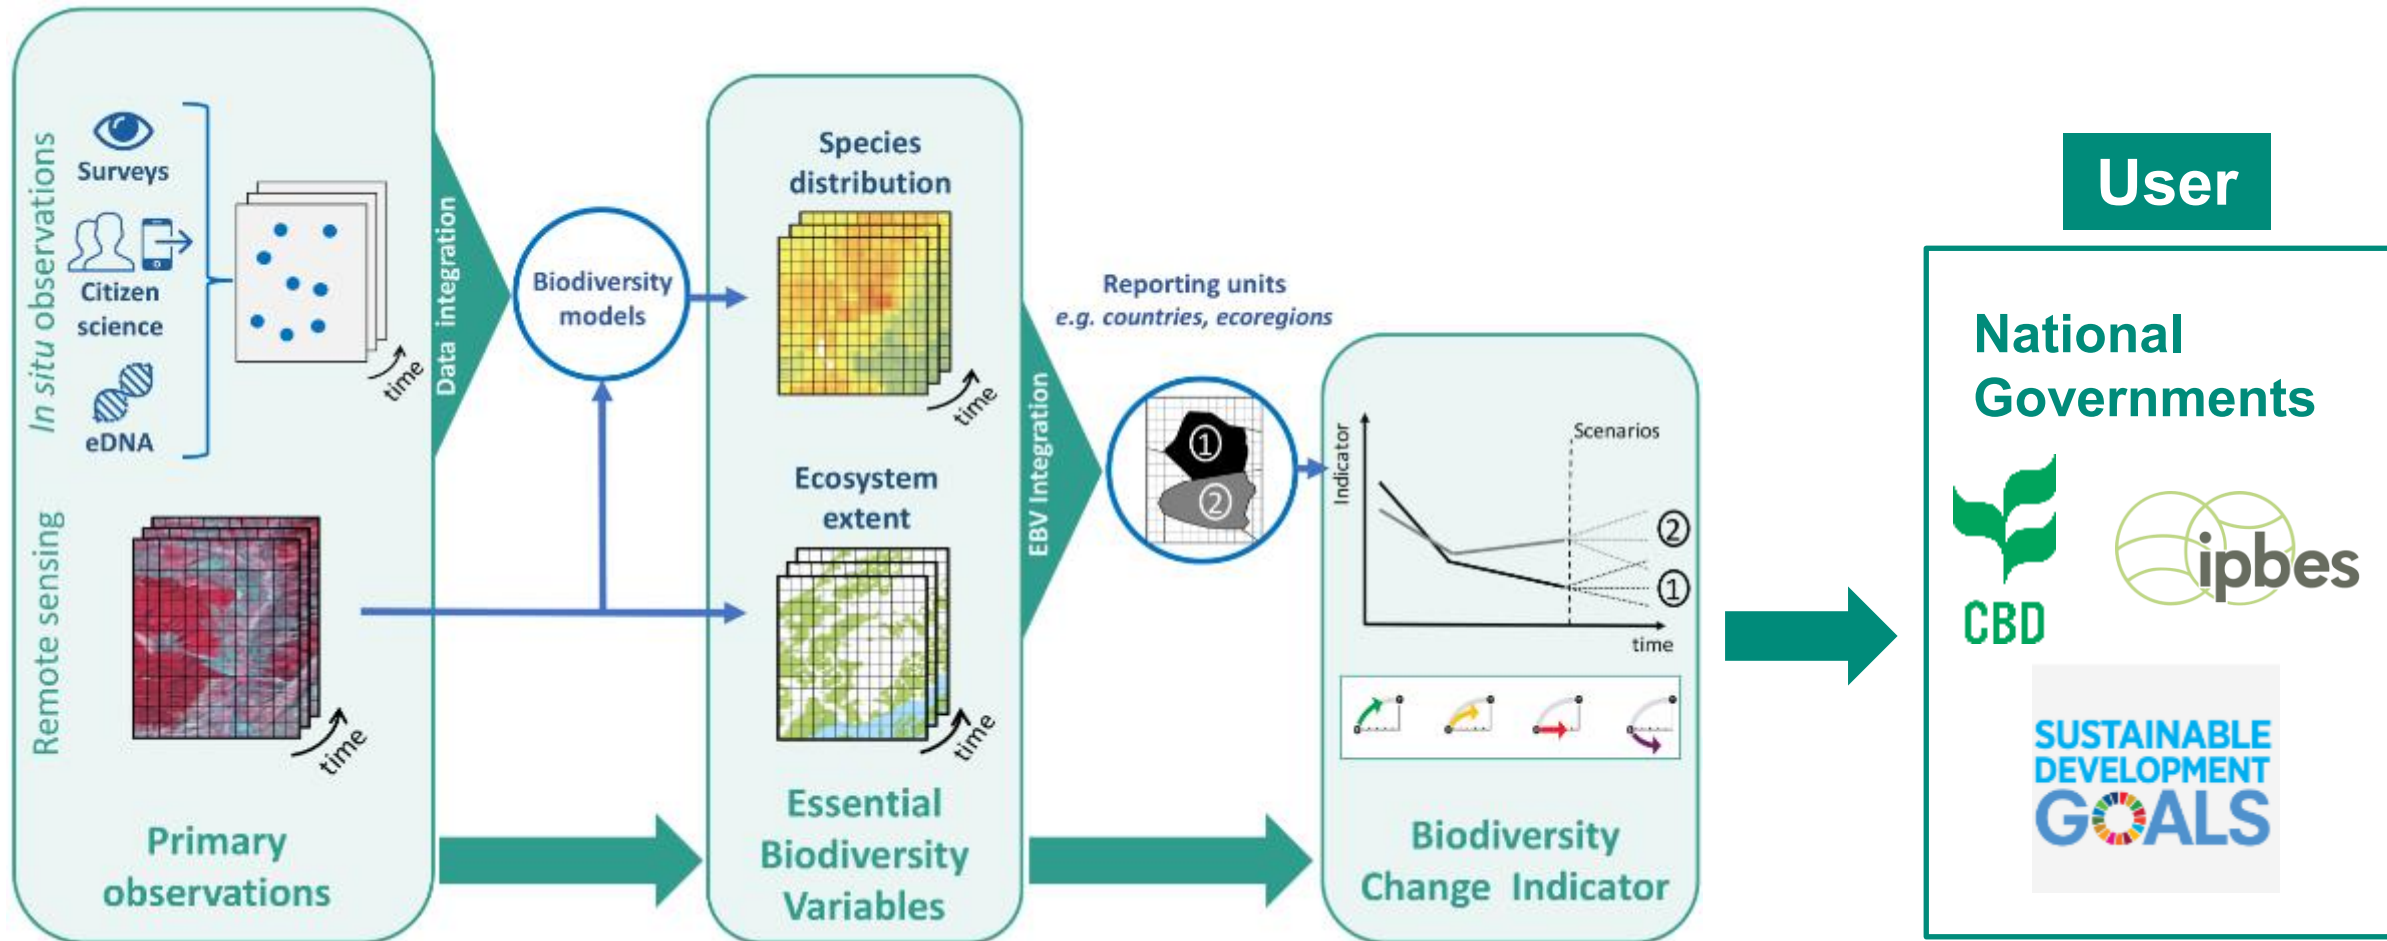 In situ observations
Surveys
Citizen
science
eDNA
time
Remote sensing
time
Primary
observations
Data integration
Biodiversity
models
Species
distribution
time
Ecosystem
extent
time
Essential
Biodiversity
Variables
EBV Integration
Reporting units
e.g. countries, ecoregions
1
2
Indicator
Scenarios
2
1
time
Biodiversity
Change Indicator
User
National
Governments
CBD
ipbes
SUSTAINABLE
DEVELOPMENT
GOALS